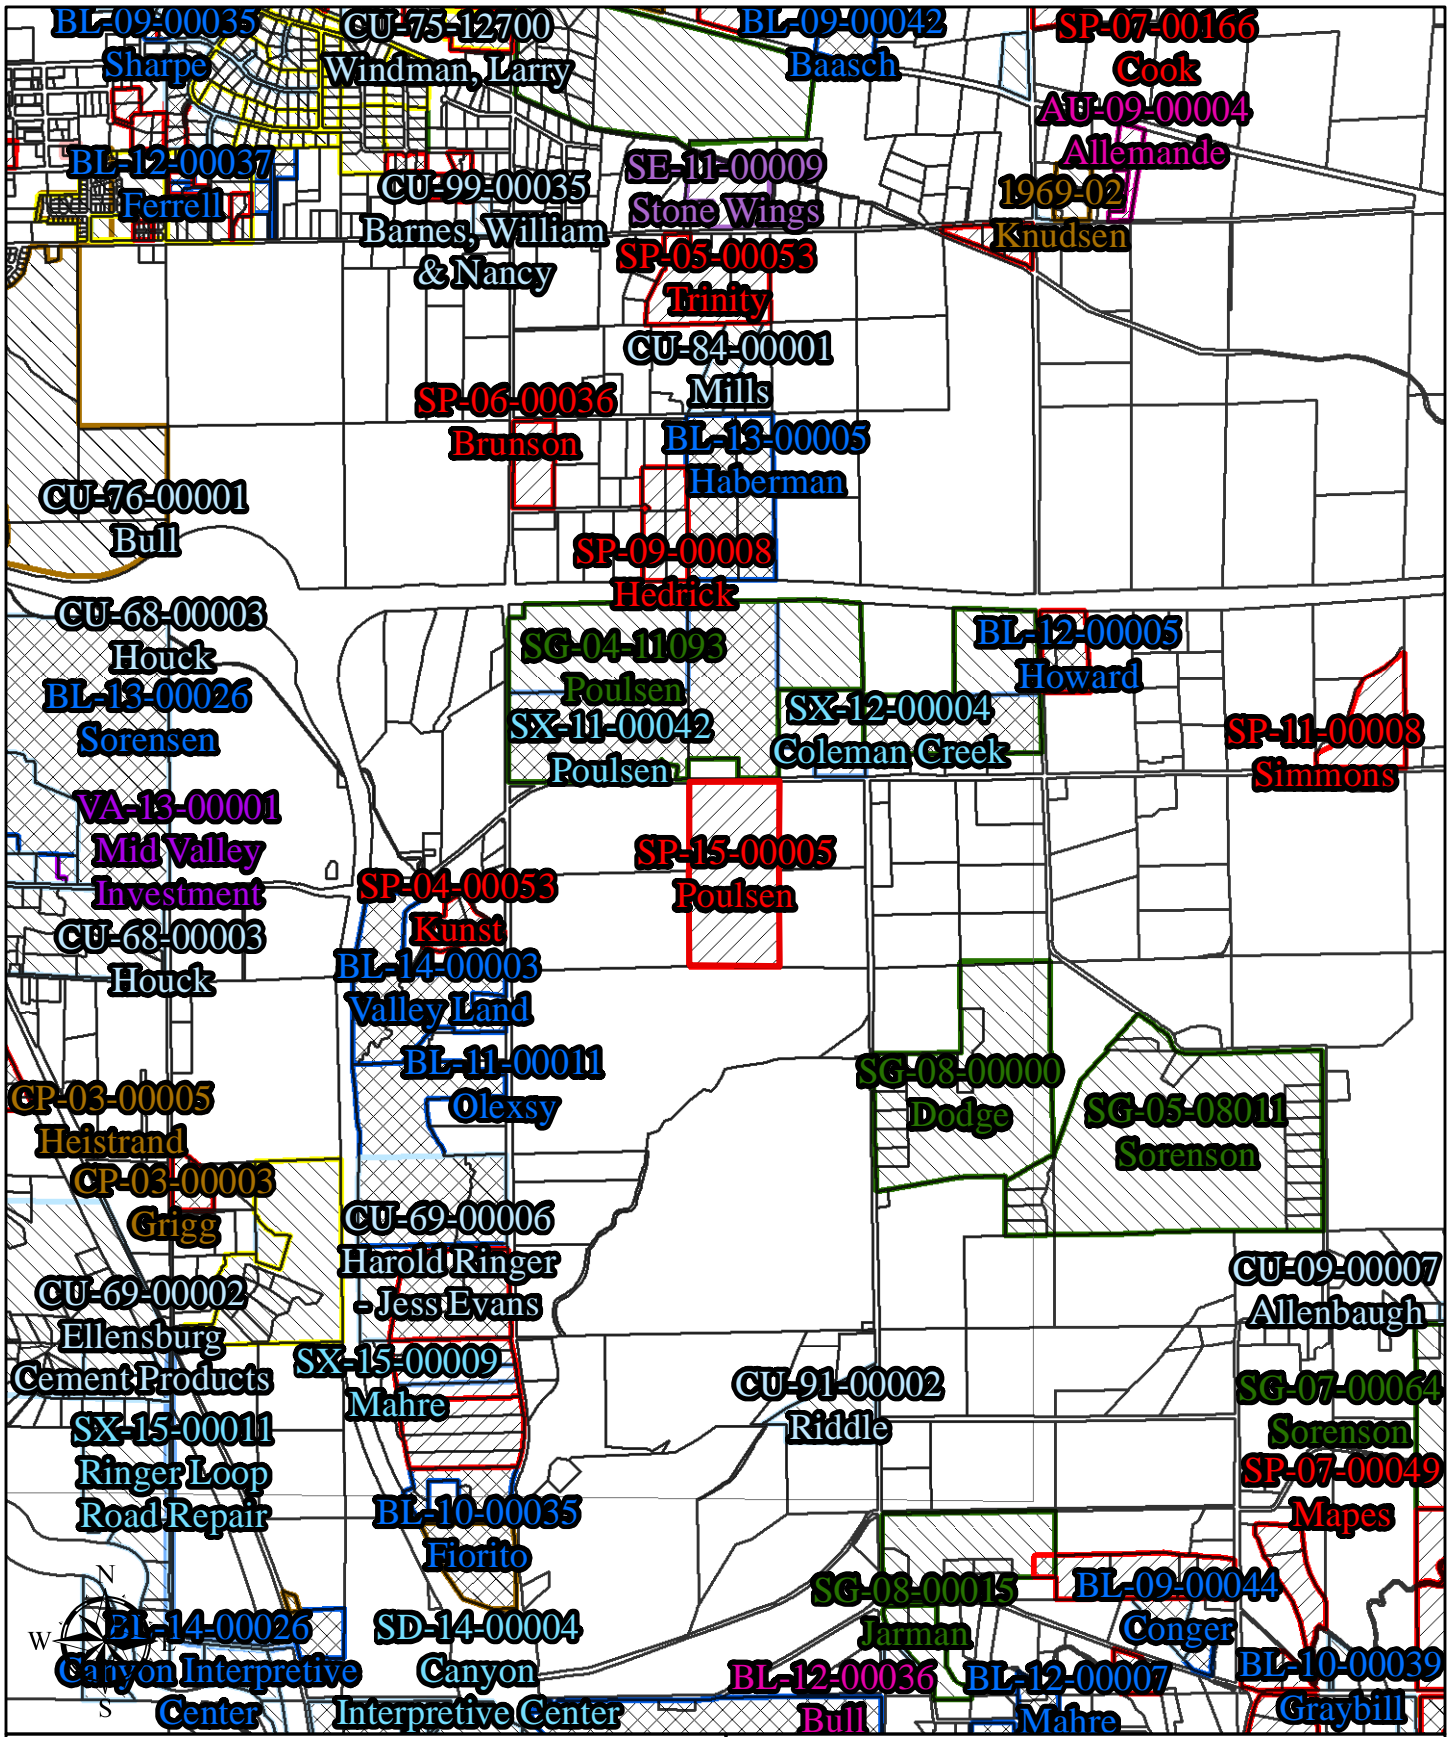 BL-09-00035
Sharpe
CU-75-12700
Windman, Larry
BL-09-00042
Baasch
SP-07-00166
Cook
AU-09-00004
Allemande
BL-12-00037
Ferrell
CU-99-00035
Barnes, William
& Nancy
SE-11-00009
Stone Wings
1969-02
Knudsen
SP-05-00053
Trinity
CU-84-00001
Mills
SP-06-00036
Brunson
BL-13-00005
Haberman
CU-76-00001
Bull
SP-09-00008
Hedrick
CU-68-00003
Houck
BL-13-00026
Sorensen
SG-04-11093
Poulsen
SX-11-00042
Poulsen
BL-12-00005
Howard
SX-12-00004
Coleman Creek
SP-11-00008
Simmons
VA-13-00001
Mid Valley
Investment
CU-68-00003
Houck
SP-15-00005
Poulsen
SP-04-00053
Kunst
BL-14-00003
Valley Land
BL-11-00011
Olexsy
SG-08-00000
Dodge
SG-05-08011
Sorenson
CP-03-00005
Heistrand
CP-03-00003
Grigg
CU-69-00006
Harold Ringer
- Jess Evans
CU-69-00002
Ellensburg
Cement Products
CU-09-00007
Allenbaugh
SX-15-00009
Mahre
CU-91-00002
Riddle
SG-07-00064
Sorenson
SX-15-00011
Ringer Loop
Road Repair
SP-07-00049
Mapes
BL-10-00035
Fiorito
SG-08-00015
Jarman
BL-09-00044
Conger
N
W
E
S
BL-14-00026
Canyon Interpretive
Center
SD-14-00004
Canyon
Interpretive Center
BL-12-00036
Bull
BL-12-00007
Mahre
BL-10-00039
Graybill